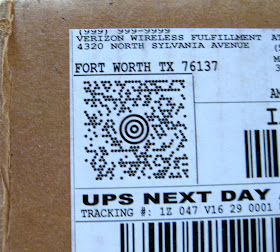 (999) 999-9999
VERIZON WIRELESS FULFILLMENT
4320 NORTH SYLVANIA AVENUE
FORT WORTH TX 76137
UPS NEXT DAY
TRACKING #: 1Z 047 V16 29 0001